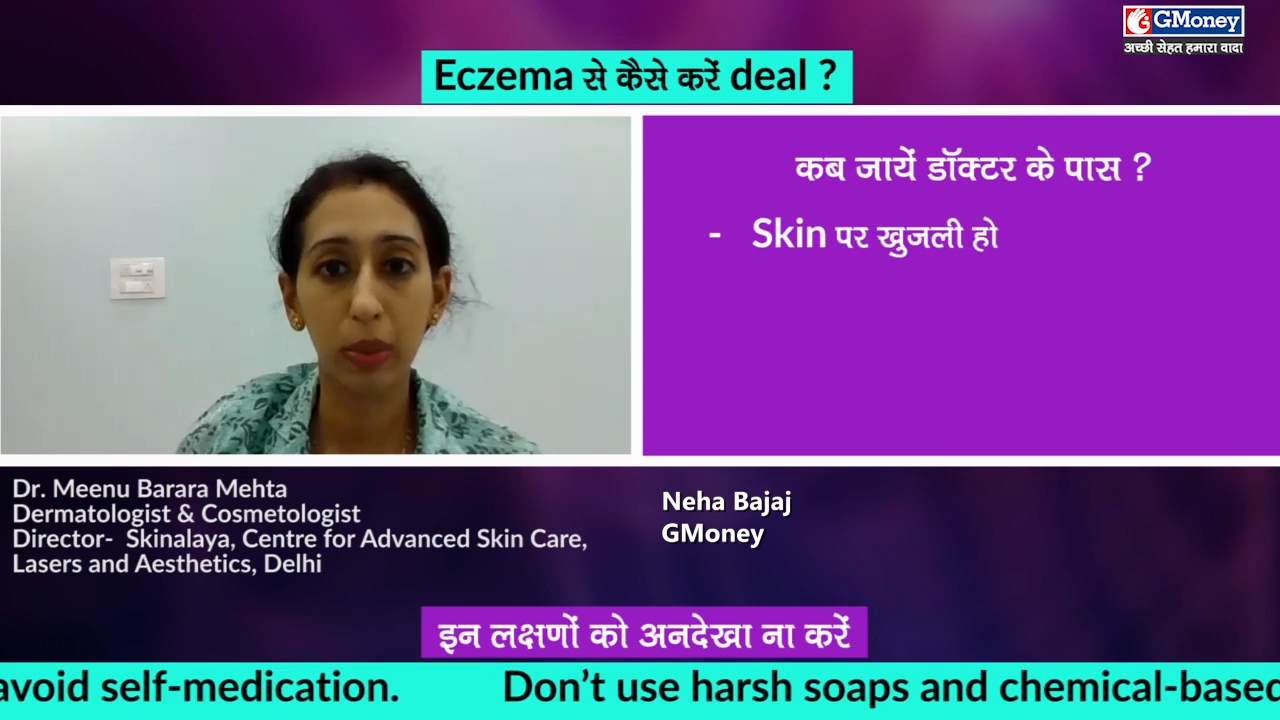 GMoney
अच्छी सेहत हमारा वादा
Eczema से कैसे करें deal ?
कब जायें डॉक्टर के पास ?
- Skin पर खुजली हो
Dr. Meenu Barara Mehta
Dermatologist & Cosmetologist
Director- Skinalaya, Centre for Advanced Skin Care,
Lasers and Aesthetics, Delhi
Neha Bajaj
GMoney
इन लक्षणों को अनदेखा ना करें
avoid self-medication. Don't use harsh soaps and chemical-based